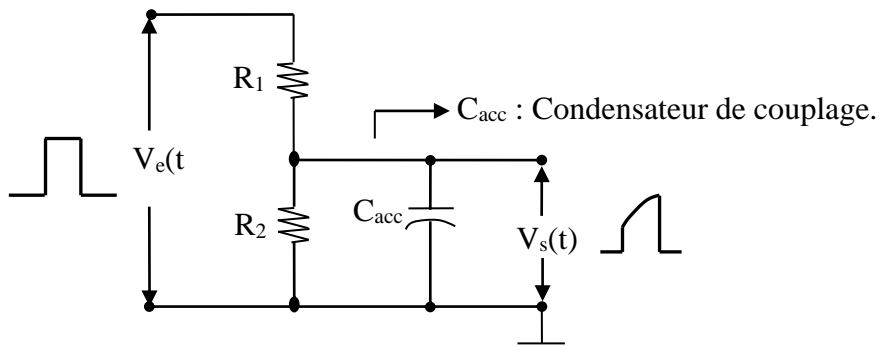 R1
Cacc : Condensateur de couplage.
Ve(t
R2
Cacc
Vs(t)